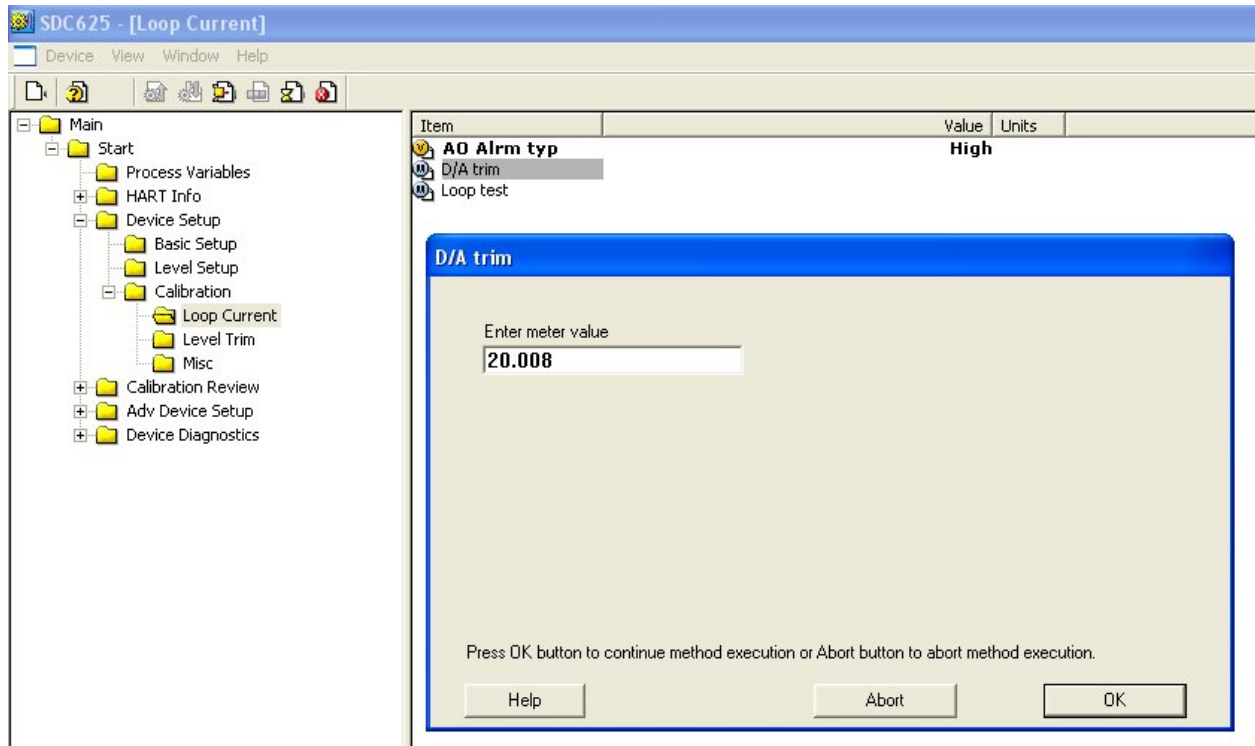 SDC625 - [Loop Current]
Device View Window Help
Main
Start
Process Variables
HART Info
Device Setup
Basic Setup
Level Setup
Calibration
Loop Current
Level Trim
Misc
Calibration Review
Adv Device Setup
Device Diagnostics
Item Value Units
AO Alrm typ High
D/A trim
Loop test
D/A trim
Enter meter value
20.008
Press OK button to continue method execution or Abort button to abort method execution.
Help Abort OK